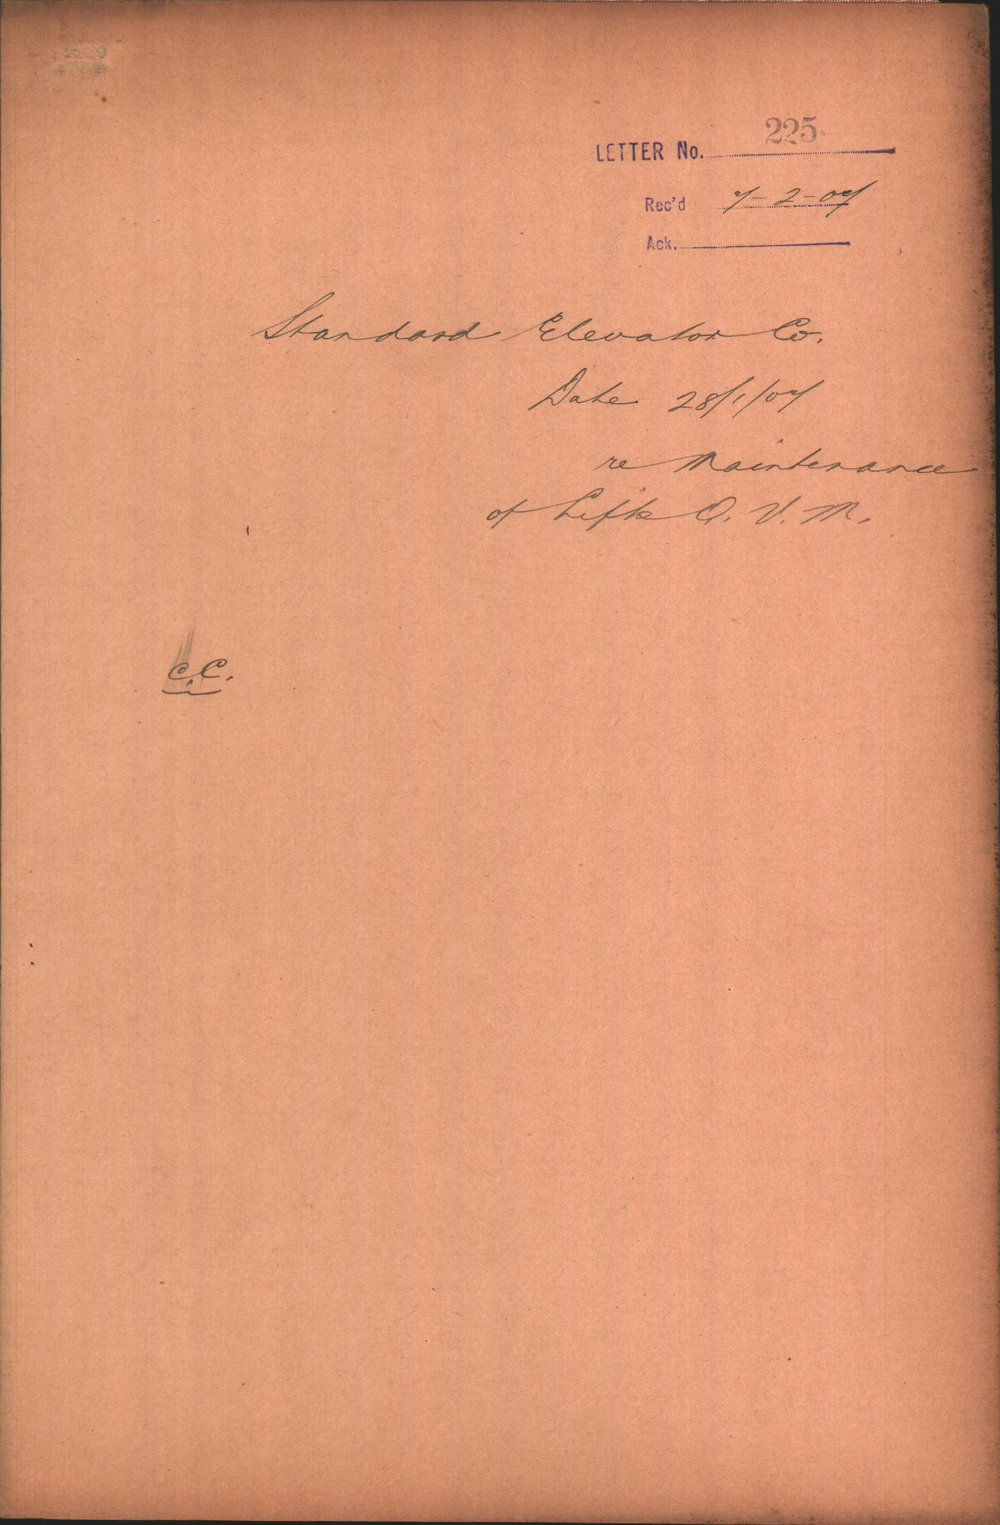 LETTER No. 225
Rec'd 7-2-07
Ack.
Standard Elevator Co.
Date 28/1/07
re Maintenance
of Lifts Q. V. M.
C.C.